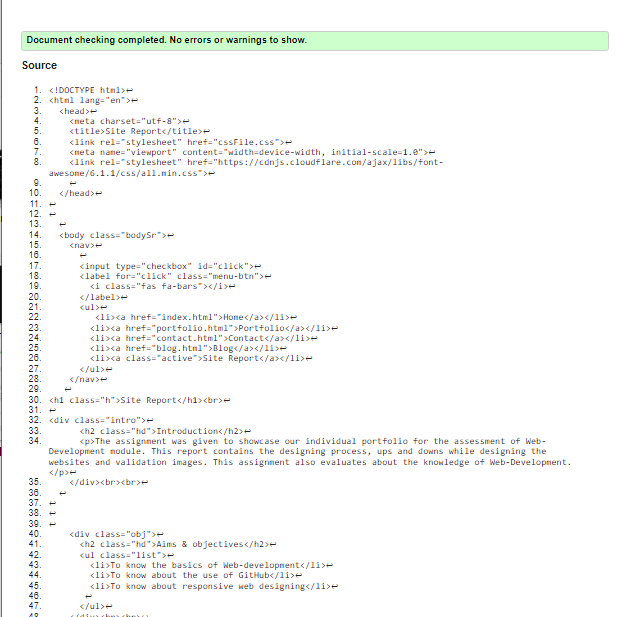 Document checking completed. No errors or warnings to show.
Source
1. <!DOCTYPE html>↩
2. <html lang="en">↩
3. <head>↩
4. <meta charset="utf-8">↩
5. <title>Site Report</title>↩
6. <link rel="stylesheet" href="cssFile.css">↩
7. <meta name="viewport" content="width=device-width, initial-scale=1.0">↩
8. <link rel="stylesheet" href="https://cdnjs.cloudflare.com/ajax/libs/font-
awesome/6.1.1/css/all.min.css">↩
9. ↩
10. </head>↩
11. ↩
12. ↩
13. ↩
14. <body class="bodySr">↩
15. <nav>↩
16. ↩
17. <input type="checkbox" id="click">↩
18. <label for="click" class="menu-btn">↩
19. <i class="fas fa-bars"></i>↩
20. </label>↩
21. <ul>↩
22. <li><a href="index.html">Home</a></li>↩
23. <li><a href="portfolio.html">Portfolio</a></li>↩
24. <li><a href="contact.html">Contact</a></li>↩
25. <li><a href="blog.html">Blog</a></li>↩
26. <li><a class="active">Site Report</a></li>↩
27. </ul>↩
28. </nav>↩
29. ↩
30. <h1 class="h">Site Report</h1><br>↩
31. ↩
32. <div class="intro">↩
33. <h2 class="hd">Introduction</h2>↩
34. <p>The assignment was given to showcase our individual portfolio for the assessment of Web-
Development module. This report contains the designing process, ups and downs while designing the
websites and validation images. This assignment also evaluates about the knowledge of Web-Development.
</p>↩
35. </div><br><br>↩
36. ↩
37. ↩
38. ↩
39. ↩
40. <div class="obj">↩
41. <h2 class="hd">Aims & objectives</h2>↩
42. <ul class="list">↩
43. <li>To know the basics of Web-development</li>↩
44. <li>To know about the use of GitHub</li>↩
45. <li>To know about responsive web designing</li>↩
46. ↩
47. </ul>↩
48. </div><br><br>↩